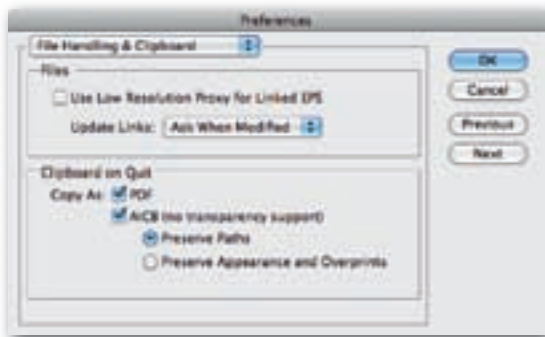 Preferences
File Handling & Clipboard
OK
Cancel
Previous
Next
Files
Use Low Resolution Proxy for Linked EPS
Update Links: Ask When Modified
Clipboard on Quit
Copy As: PDF
AICB (no transparency support)
Preserve Paths
Preserve Appearance and Overprints